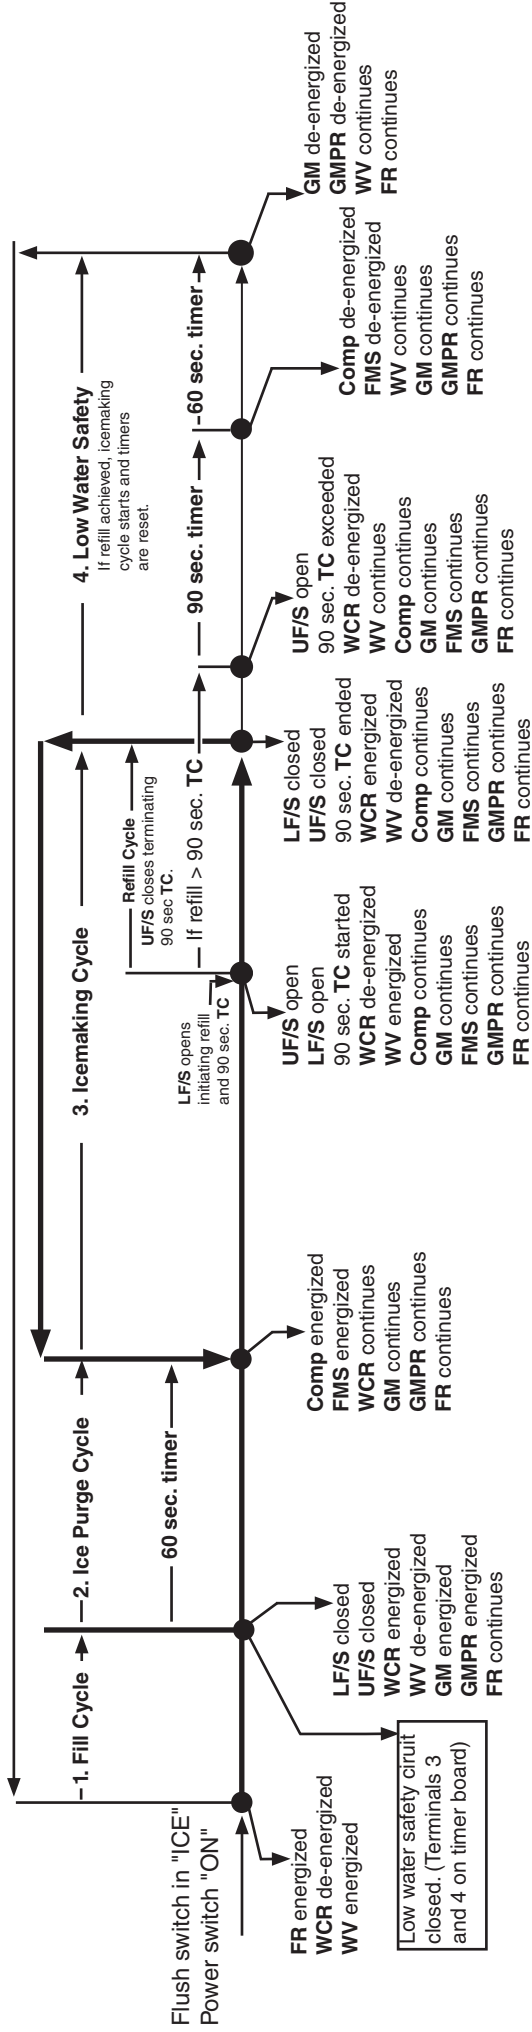 Flush switch in "ICE"
Power switch "ON"
1. Fill Cycle
2. Ice Purge Cycle
3. Icemaking Cycle
4. Low Water Safety
If refill achieved, icemaking
cycle starts and timers
are reset.
60 sec. timer
LF/S opens
initiating refill
and 90 sec. TC
Refill Cycle
UF/S closes terminating
90 sec TC.
If refill > 90 sec. TC
90 sec. timer
60 sec. timer
FR energized
WCR de-energized
WV energized
Low water safety ciruit
closed. (Terminals 3
and 4 on timer board)
LF/S closed
UF/S closed
WCR energized
WV de-energized
GM energized
GMPR energized
FR continues
Comp energized
FMS energized
WCR continues
GM continues
GMPR continues
FR continues
UF/S open
LF/S open
90 sec. TC started
WCR de-energized
WV energized
Comp continues
GM continues
FMS continues
GMPR continues
FR continues
LF/S closed
UF/S closed
90 sec. TC ended
WCR energized
WV de-energized
Comp continues
GM continues
FMS continues
GMPR continues
FR continues
UF/S open
90 sec. TC exceeded
WCR de-energized
WV continues
Comp continues
GM continues
FMS continues
GMPR continues
FR continues
Comp de-energized
FMS de-energized
WV continues
GM continues
GMPR continues
FR continues
GM de-energized
GMPR de-energized
WV continues
FR continues